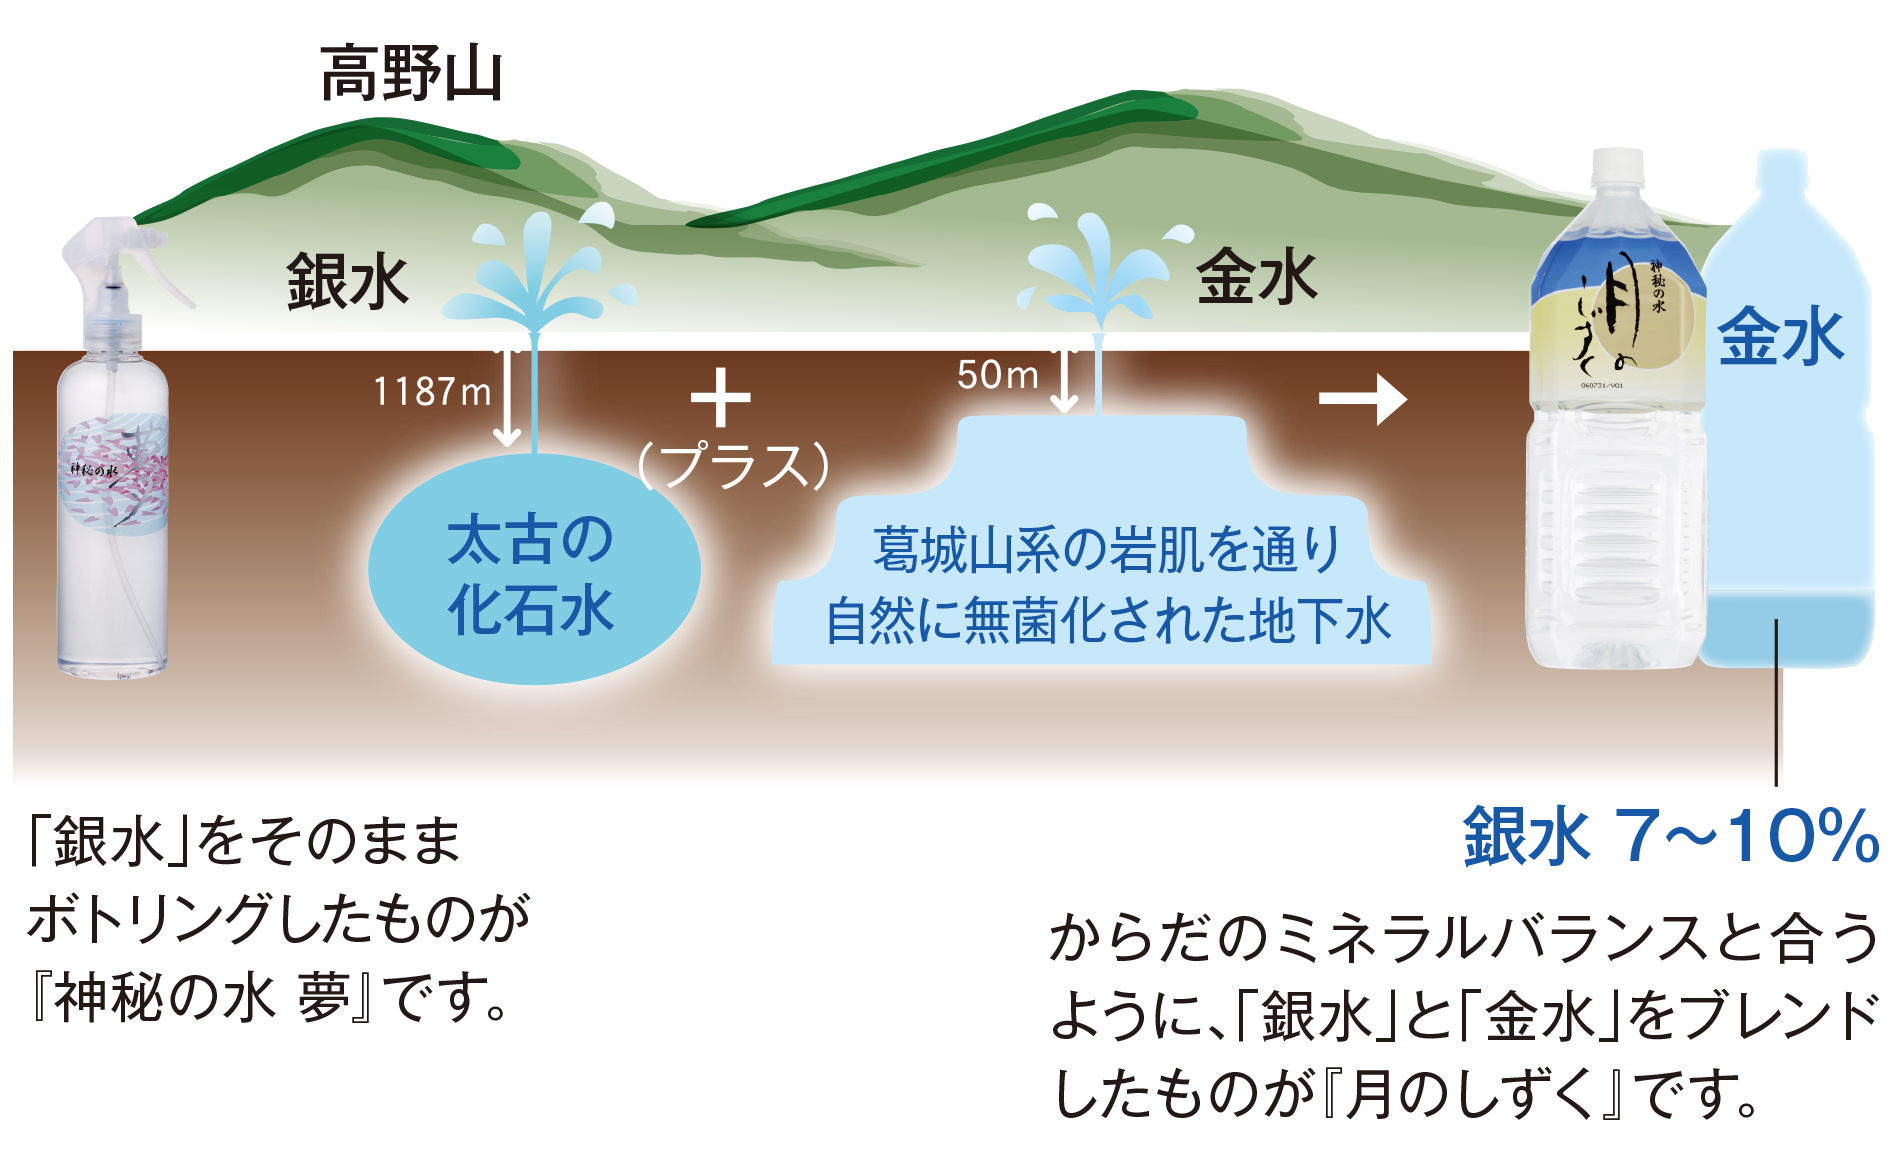 高野山
銀水
金水
1187m
＋
(プラス)
50m
→
太古の
化石水
葛城山系の岩肌を通り
自然に無菌化された地下水
神秘の水
神秘の水
月の
しずく
060731/V01
金水
銀水 7～10%
「銀水」をそのまま
ボトリングしたものが
『神秘の水 夢』です。
からだのミネラルバランスと合う
ように、「銀水」と「金水」をブレンド
したものが『月のしずく』です。